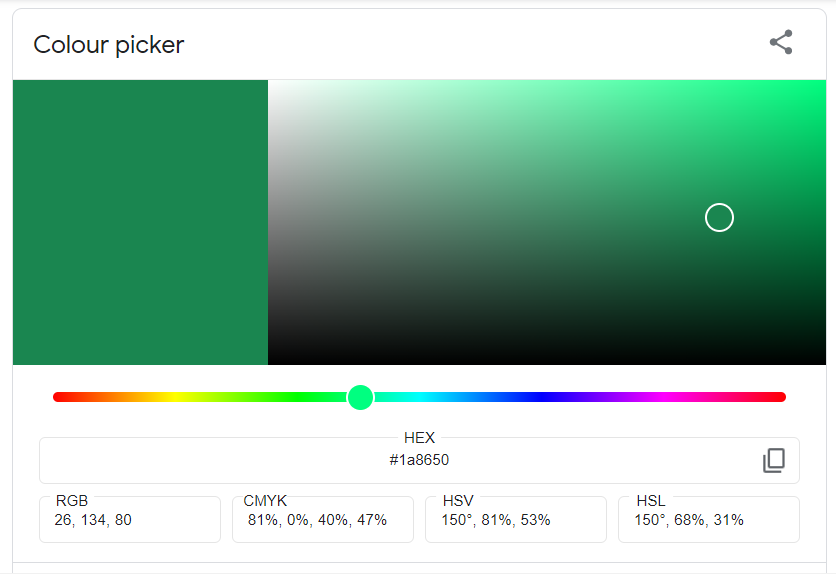 Colour picker
HEX
#1a8650
RGB
26, 134, 80
CMYK
81%, 0%, 40%, 47%
HSV
150°, 81%, 53%
HSL
150°, 68%, 31%